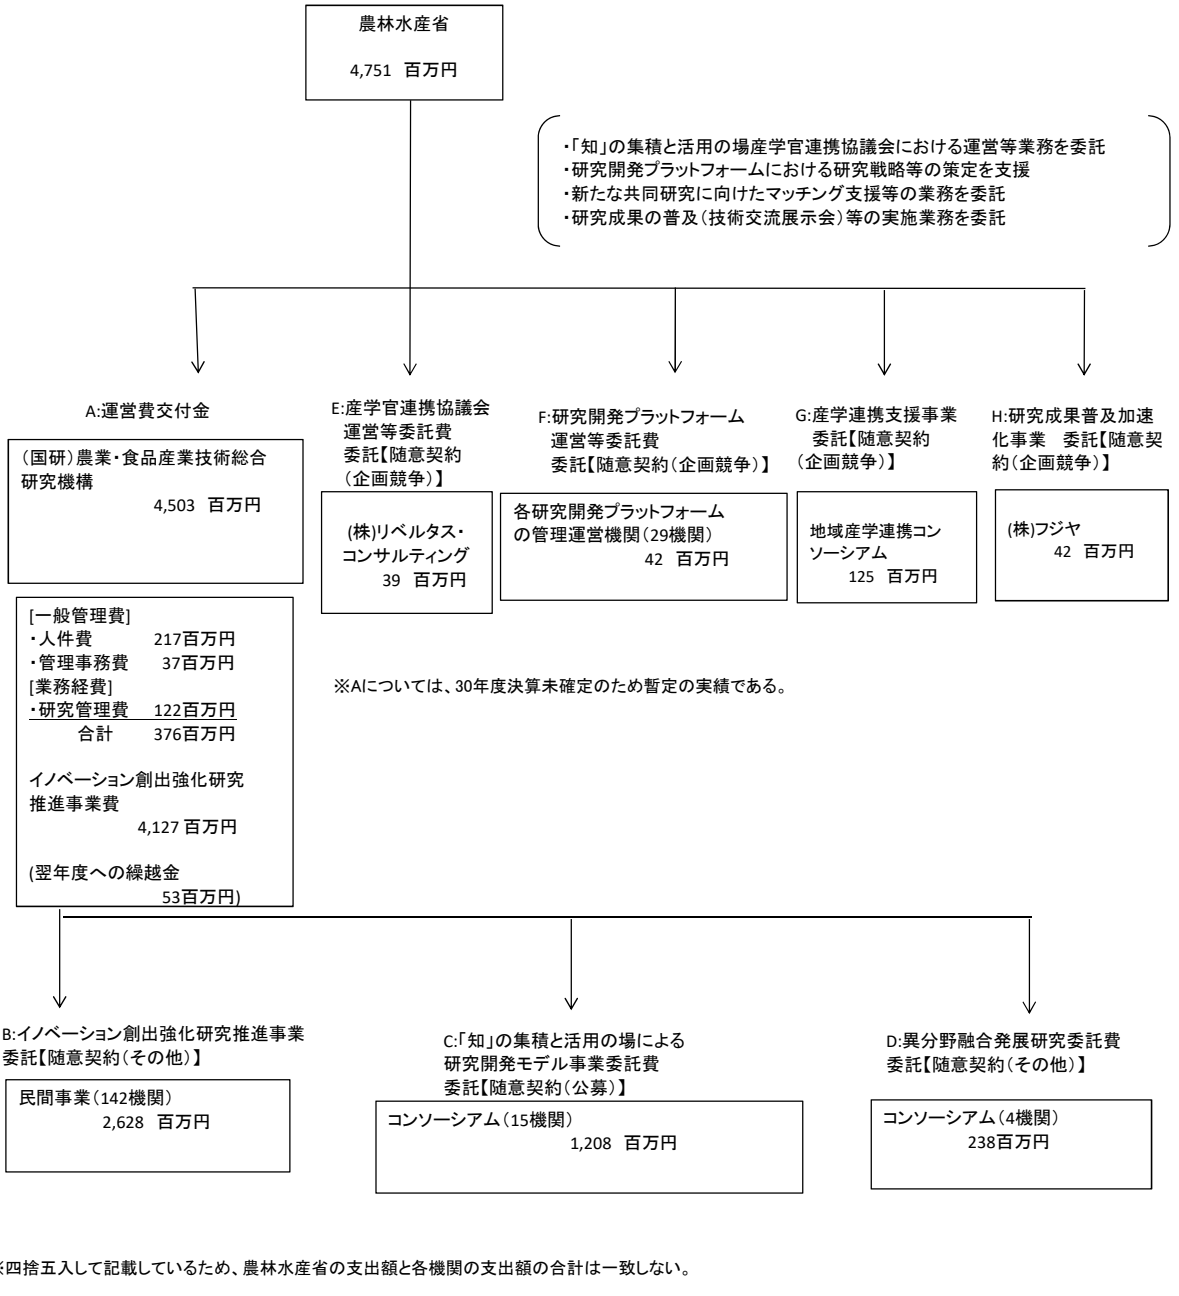 農林水産省
4,751 百万円
・「知」の集積と活用の場産学官連携協議会における運営等業務を委託
・研究開発プラットフォームにおける研究戦略等の策定を支援
・新たな共同研究に向けたマッチング支援等の業務を委託
・研究成果の普及(技術交流展示会)等の実施業務を委託
A:運営費交付金
(国研)農業・食品産業技術総合
研究機構
4,503 百万円
[一般管理費]
・人件費 217百万円
・管理事務費 37百万円
[業務経費]
・研究管理費 122百万円
合計 376百万円
イノベーション創出強化研究
推進事業費
4,127 百万円
(翌年度への繰越金
53百万円)
E:産学官連携協議会
運営等委託費
委託【随意契約
(企画競争)】
(株)リベルタス・
コンサルティング
39 百万円
F:研究開発プラットフォーム
運営等委託費
委託【随意契約(企画競争)】
各研究開発プラットフォーム
の管理運営機関(29機関)
42 百万円
G:産学連携支援事業
委託【随意契約
(企画競争)】
地域産学連携コン
ソーシアム
125 百万円
H:研究成果普及加速
化事業 委託【随意契
約(企画競争)】
(株)フジヤ
42 百万円
※Aについては、30年度決算未確定のため暫定の実績である。
B:イノベーション創出強化研究推進事業
委託【随意契約(その他)】
民間事業(142機関)
2,628 百万円
C:「知」の集積と活用の場による
研究開発モデル事業委託費
委託【随意契約(公募)】
コンソーシアム(15機関)
1,208 百万円
D:異分野融合発展研究委託費
委託【随意契約(その他)】
コンソーシアム(4機関)
238百万円
※四捨五入して記載しているため、農林水産省の支出額と各機関の支出額の合計は一致しない。